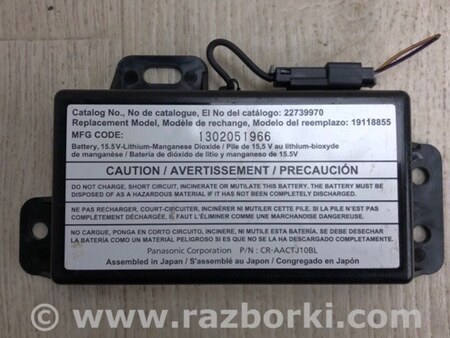 Catalog No., No de catalogue, El No del catálogo: 22739970
Replacement Model, Modèle de rechange, Modelo del reemplazo: 19118855
MFG CODE: 1302051966
Battery, 15.5V-Lithium-Manganese Dioxide / Pile de 15,5 V au lithium-bioxyde
de manganèse / Bateria de dióxido de litio y manganeso de 15.5V
CAUTION / AVERTISSEMENT / PRECAUCIÓN
DO NOT CHARGE, SHORT CIRCUIT, INCINERATE OR MUTILATE THIS BATTERY. THE BATTERY MUST BE
DISPOSED OF AS A HAZARDOUS MATERIAL IF IT HAS NOT BEEN COMPLETELY DISCHARGED.
NE PAS RECHARGER, COURT-CIRCUITER, INCINÉRER NI MUTILER CETTE PILE. SI LA PILE N'EST PAS
COMPLÈTEMENT DÉCHARGÉE, IL FAUT L'ÉLIMINER COMME UNE MARCHANDISE DANGEREUSE.
NO CARGUE, PONGA EN CORTO CIRCUITO, INCINERE, NI MUTILE ESTA BATERÍA. SE DEBE DESECHAR
DE LA BATERÍA COMO UN MATERIAL PELIGROSO SI ES QUE NO SE LA HA DESCARGADO COMPLETAMENTE.
Panasonic Corporation P/N : CR-AACTJ10BL
Assembled in Japan / S'assemblé au Japon / Congregado en Japón
www.razborki.com